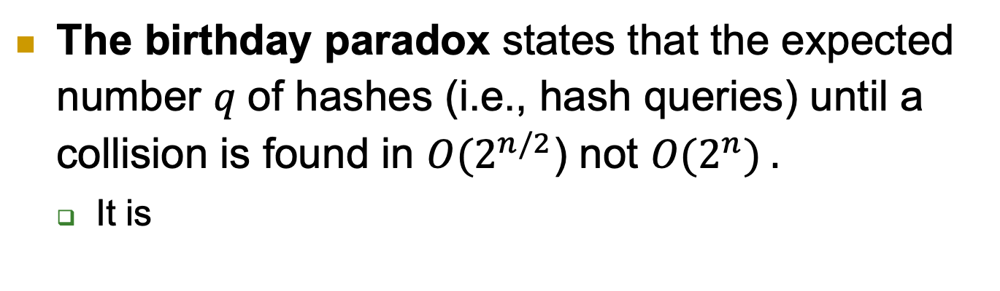 The birthday paradox states that the expected
number q of hashes (i.e., hash queries) until a
collision is found in O(2^{n/2}) not O(2^n) .
It is